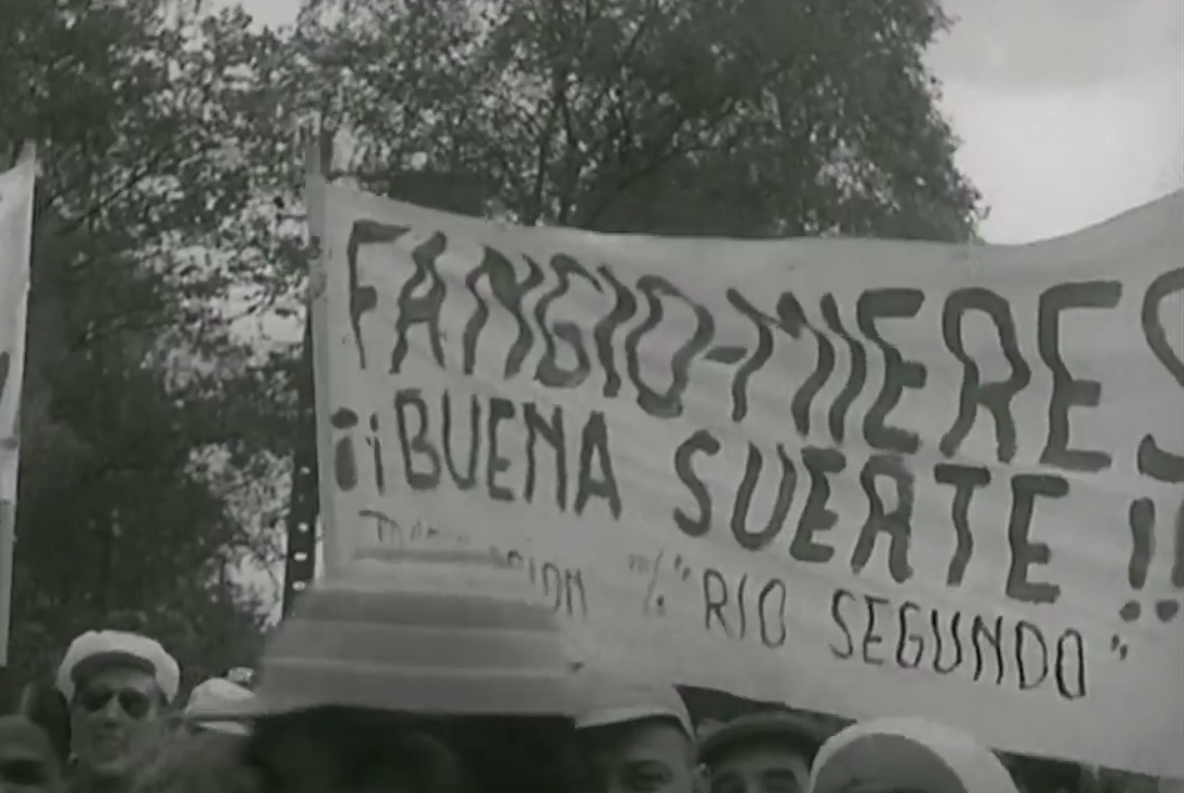 FANGIO-MIERES
¡¡BUENA SUERTE!!
"RIO SEGUNDO"